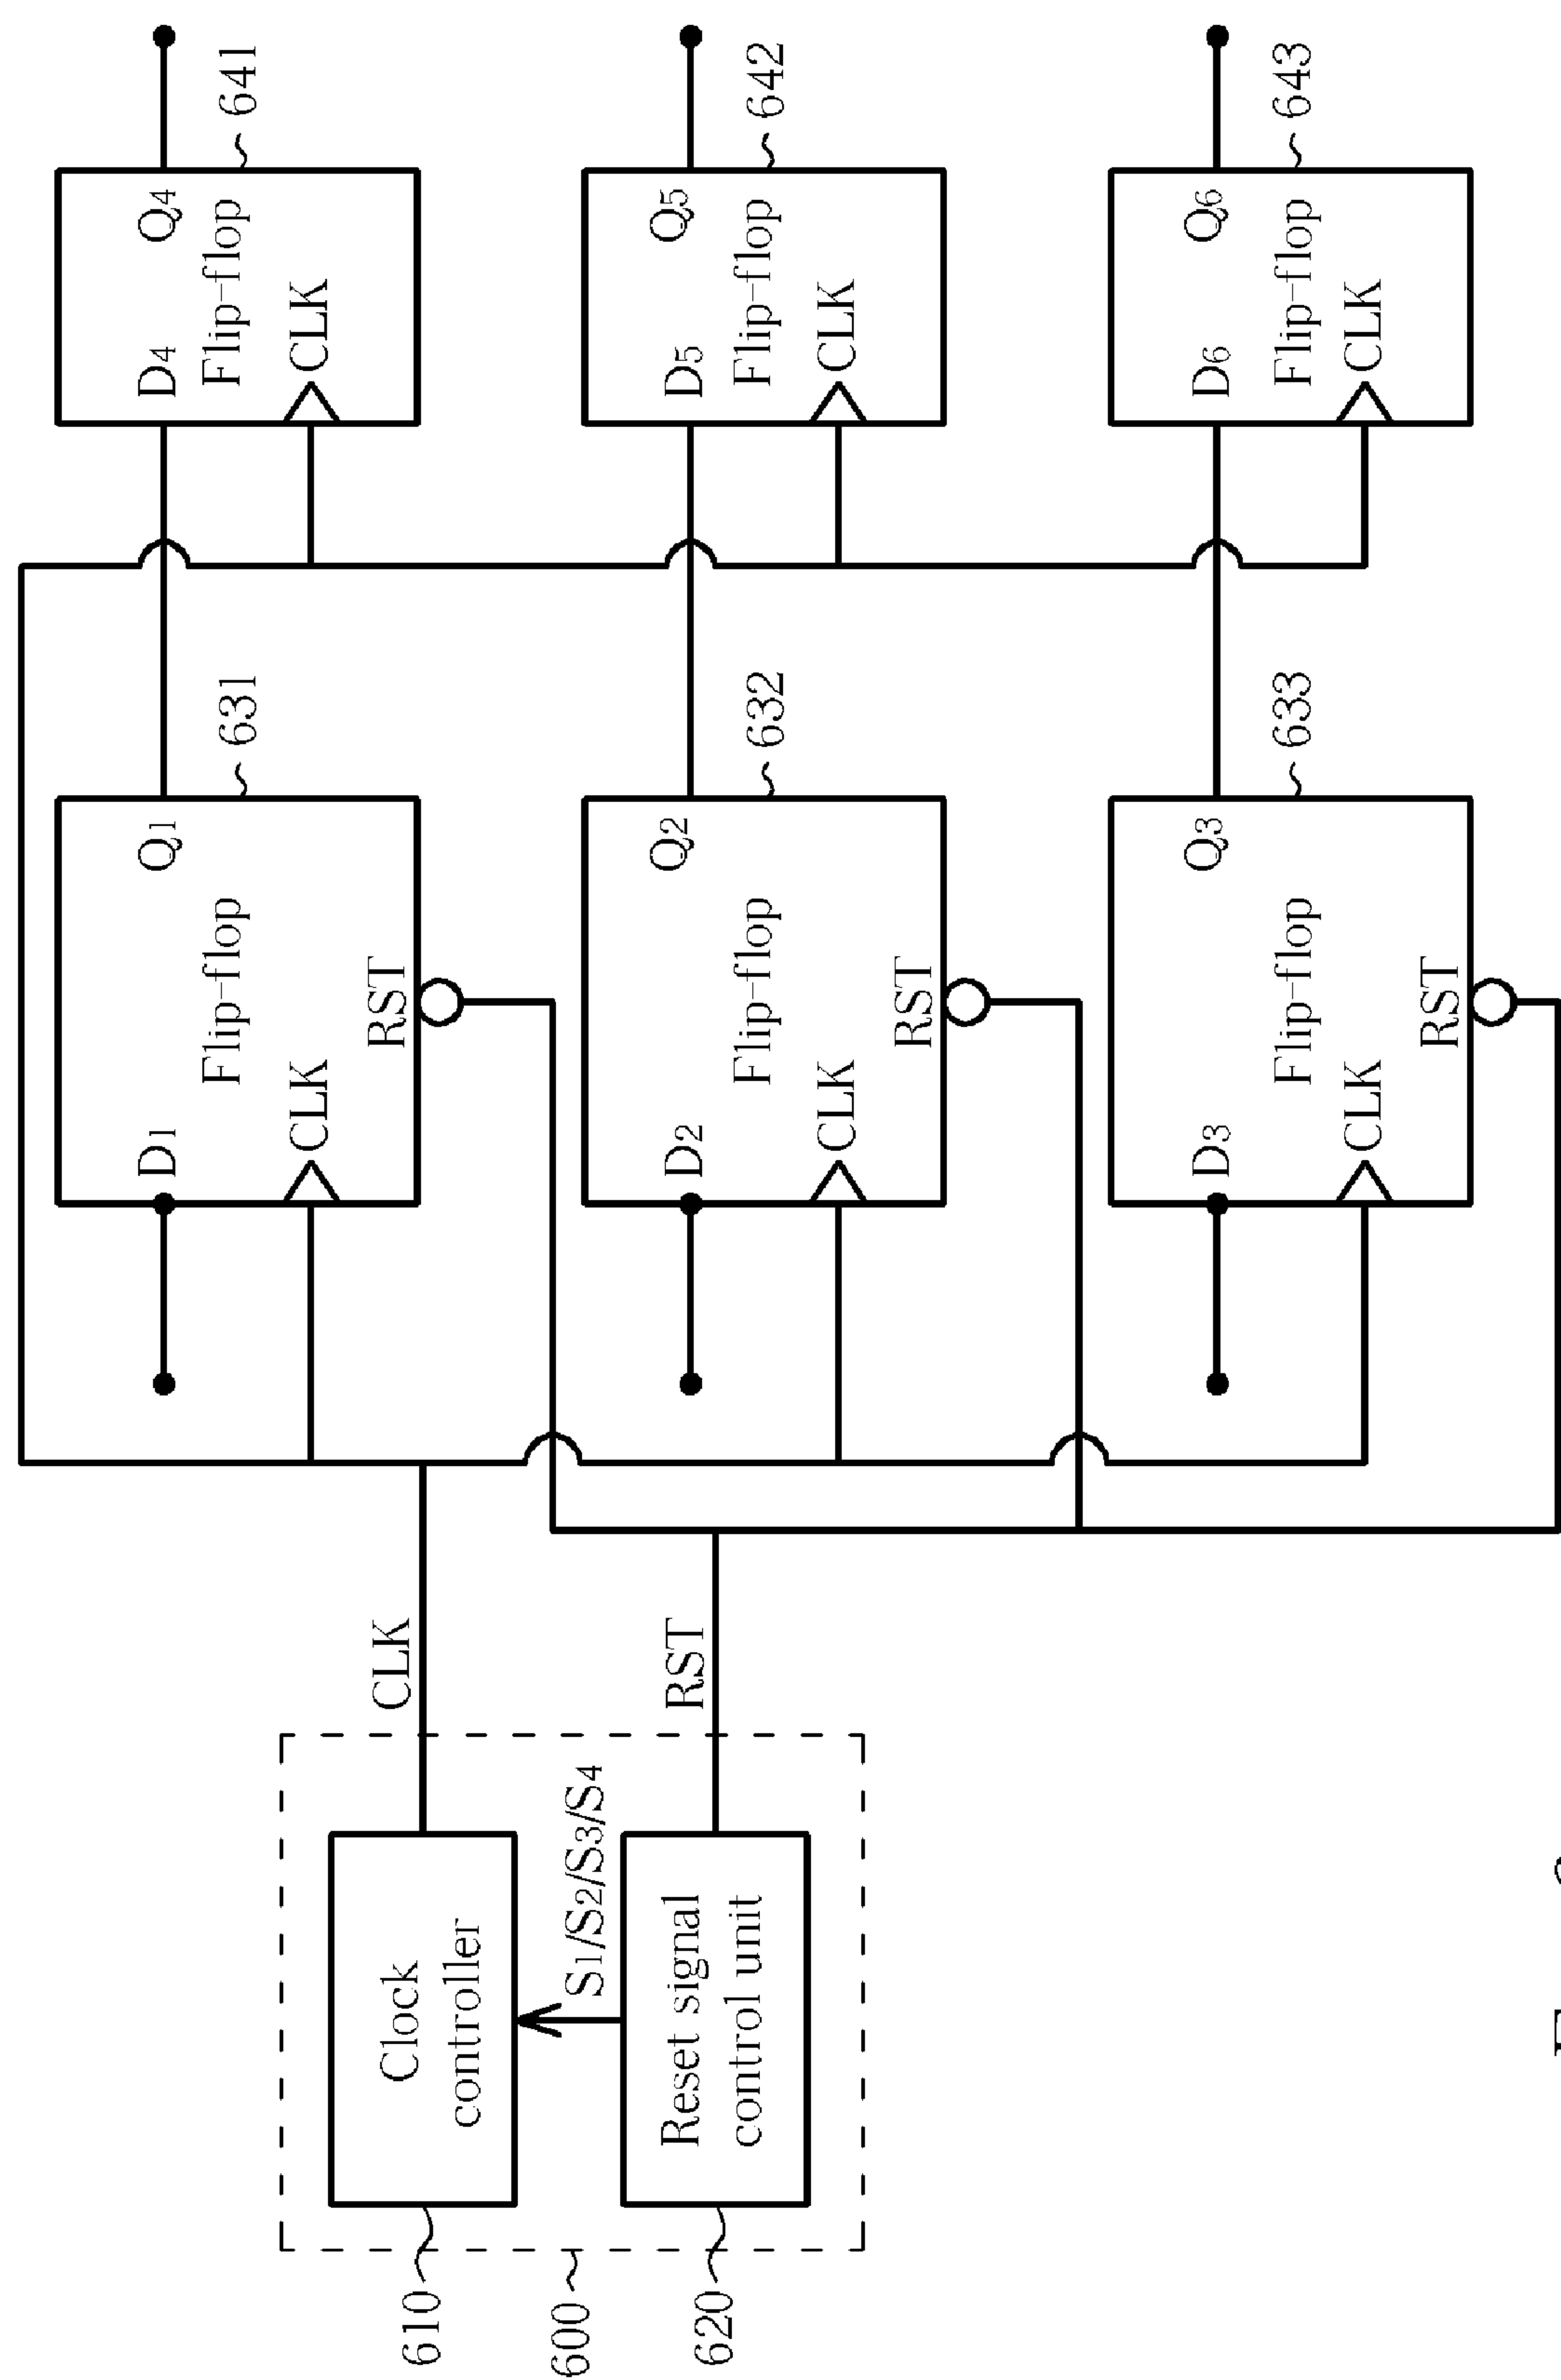 641
Q4
D4
Flip-flop
CLK
642
Q5
D5
Flip-flop
CLK
643
Q6
D6
Flip-flop
CLK
631
Q1
D1
Flip-flop
CLK
RST
632
Q2
D2
Flip-flop
CLK
RST
633
Q3
D3
Flip-flop
CLK
RST
CLK
RST
S1/S2/S3/S4
Clock
controller
Reset signal
control unit
610
600
620